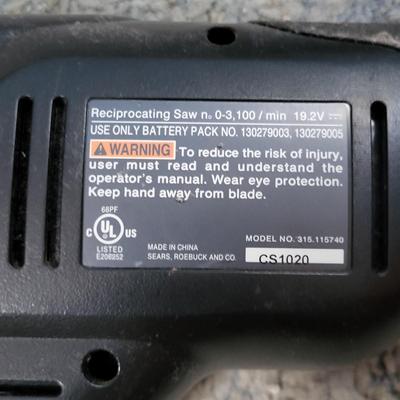 Reciprocating Saw n₀ 0-3,100 / min 19.2V
USE ONLY BATTERY PACK NO. 130279003, 130279005
WARNING To reduce the risk of injury,
user must read and understand the
operator's manual. Wear eye protection.
Keep hand away from blade.
68PF
C UL US
LISTED
E206952
MADE IN CHINA
SEARS, ROEBUCK AND CO.
MODEL NO. 315.115740
CS1020